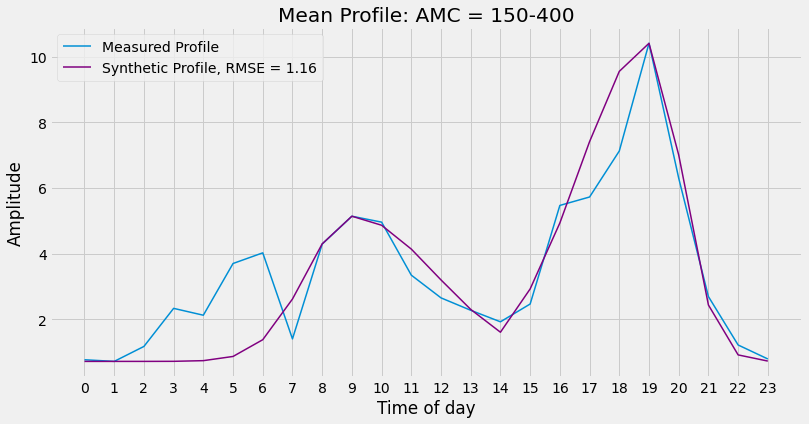 Mean Profile: AMC = 150-400
Measured Profile
Synthetic Profile, RMSE = 1.16
Amplitude
10
8
6
4
2
0 1 2 3 4 5 6 7 8 9 10 11 12 13 14 15 16 17 18 19 20 21 22 23
Time of day